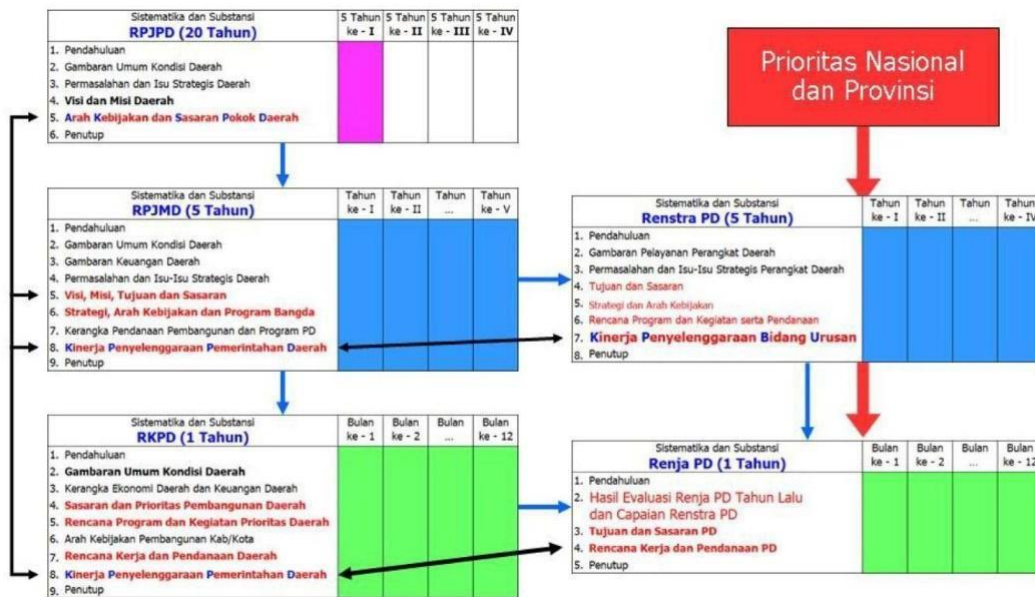 Sistematika dan Substansi
RPJPD (20 Tahun)
5 Tahun 5 Tahun 5 Tahun 5 Tahun
ke - I ke - II ke - III ke - IV
1. Pendahuluan
2. Gambaran Umum Kondisi Daerah
3. Permasalahan dan Isu Strategis Daerah
4. Visi dan Misi Daerah
5. Arah Kebijakan dan Sasaran Pokok Daerah
6. Penutup
Prioritas Nasional
dan Provinsi
Sistematika dan Substansi
RPJMD (5 Tahun)
Tahun Tahun Tahun Tahun
ke - I ke - II ... ke - V
1. Pendahuluan
2. Gambaran Umum Kondisi Daerah
3. Gambaran Keuangan Daerah
4. Permasalahan dan Isu-Isu Strategis Daerah
5. Visi, Misi, Tujuan dan Sasaran
6. Strategi, Arah Kebijakan dan Program Bangda
7. Kerangka Pendanaan Pembangunan dan Program PD
8. Kinerja Penyelenggaraan Pemerintahan Daerah
9. Penutup
Sistematika dan Substansi
Renstra PD (5 Tahun)
Tahun Tahun Tahun Tahun
ke - I ke - II ... ke - IV
1. Pendahuluan
2. Gambaran Pelayanan Perangkat Daerah
3. Permasalahan dan Isu-Isu Strategis Perangkat Daerah
4. Tujuan dan Sasaran
5. Strategi dan Arah Kebijakan
6. Rencana Program dan Kegiatan serta Pendanaan
7. Kinerja Penyelenggaraan Bidang Urusan
8. Penutup
Sistematika dan Substansi
RKPD (1 Tahun)
Bulan Bulan Bulan Bulan
ke - 1 ke - 2 ... ke - 12
1. Pendahuluan
2. Gambaran Umum Kondisi Daerah
3. Kerangka Ekonomi Daerah dan Keuangan Daerah
4. Sasaran dan Prioritas Pembangunan Daerah
5. Rencana Program dan Kegiatan Prioritas Daerah
6. Arah Kebijakan Pembangunan Kab/Kota
7. Rencana Kerja dan Pendanaan Daerah
8. Kinerja Penyelenggaraan Pemerintahan Daerah
9. Penutup
Sistematika dan Substansi
Renja PD (1 Tahun)
Bulan Bulan Bulan Bulan
ke - 1 ke - 2 ... ke - 12
1. Pendahuluan
2. Hasil Evaluasi Renja PD Tahun Lalu
dan Capaian Renstra PD
3. Tujuan dan Sasaran PD
4. Rencana Kerja dan Pendanaan PD
5. Penutup